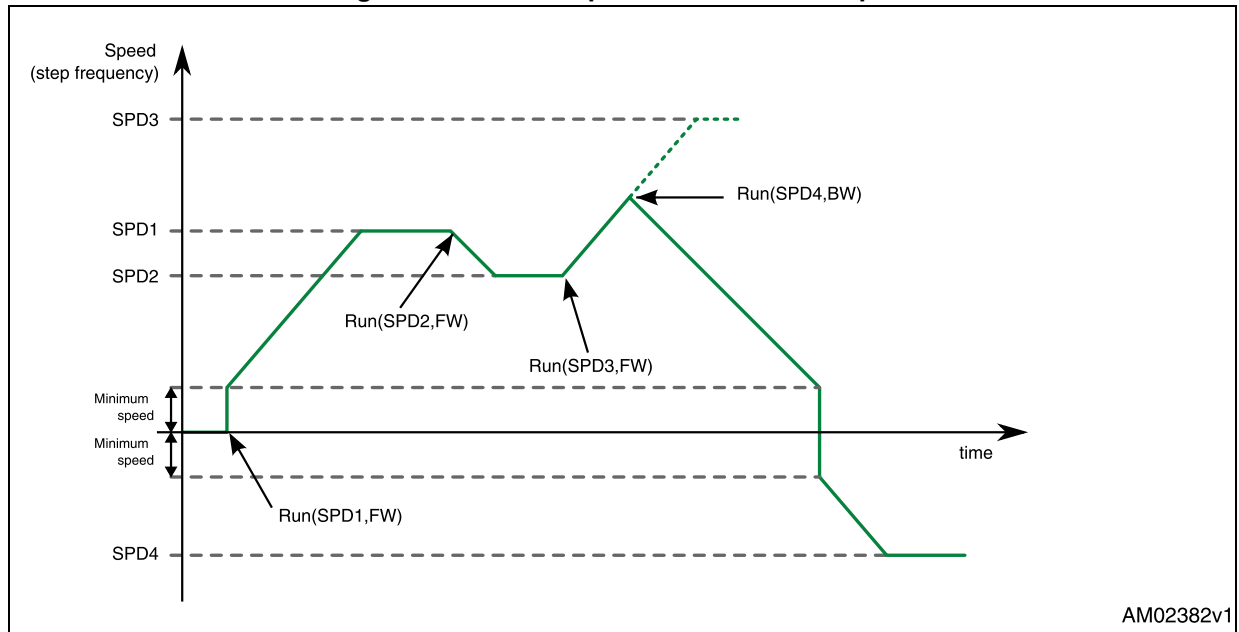 Speed
(step frequency)
SPD3
Run(SPD4,BW)
SPD1
SPD2
Run(SPD2,FW)
Run(SPD3,FW)
Minimum
speed
Minimum
speed
time
Run(SPD1,FW)
SPD4
AM02382v1